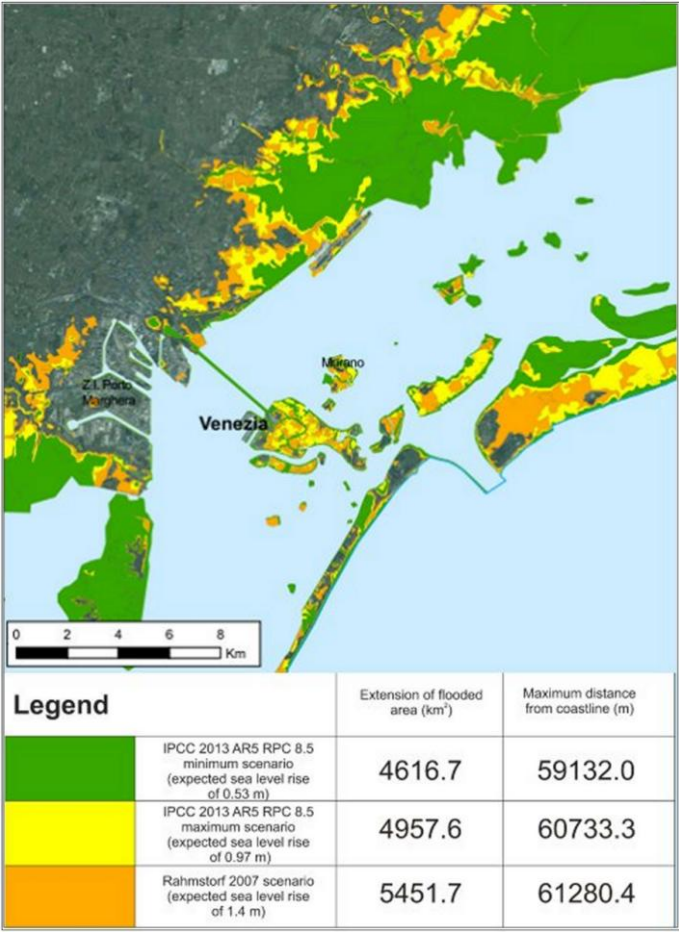 Murano
Z.I. Porto
Marghera
Venezia
0 2 4 6 8
Km
Legend
Extension of flooded
area (km²)
Maximum distance
from coastline (m)
IPCC 2013 AR5 RPC 8.5
minimum scenario
(expected sea level rise
of 0.53 m)
4616.7
59132.0
IPCC 2013 AR5 RPC 8.5
maximum scenario
(expected sea level rise
of 0.97 m)
4957.6
60733.3
Rahmstorf 2007 scenario
(expected sea level rise
of 1.4 m)
5451.7
61280.4